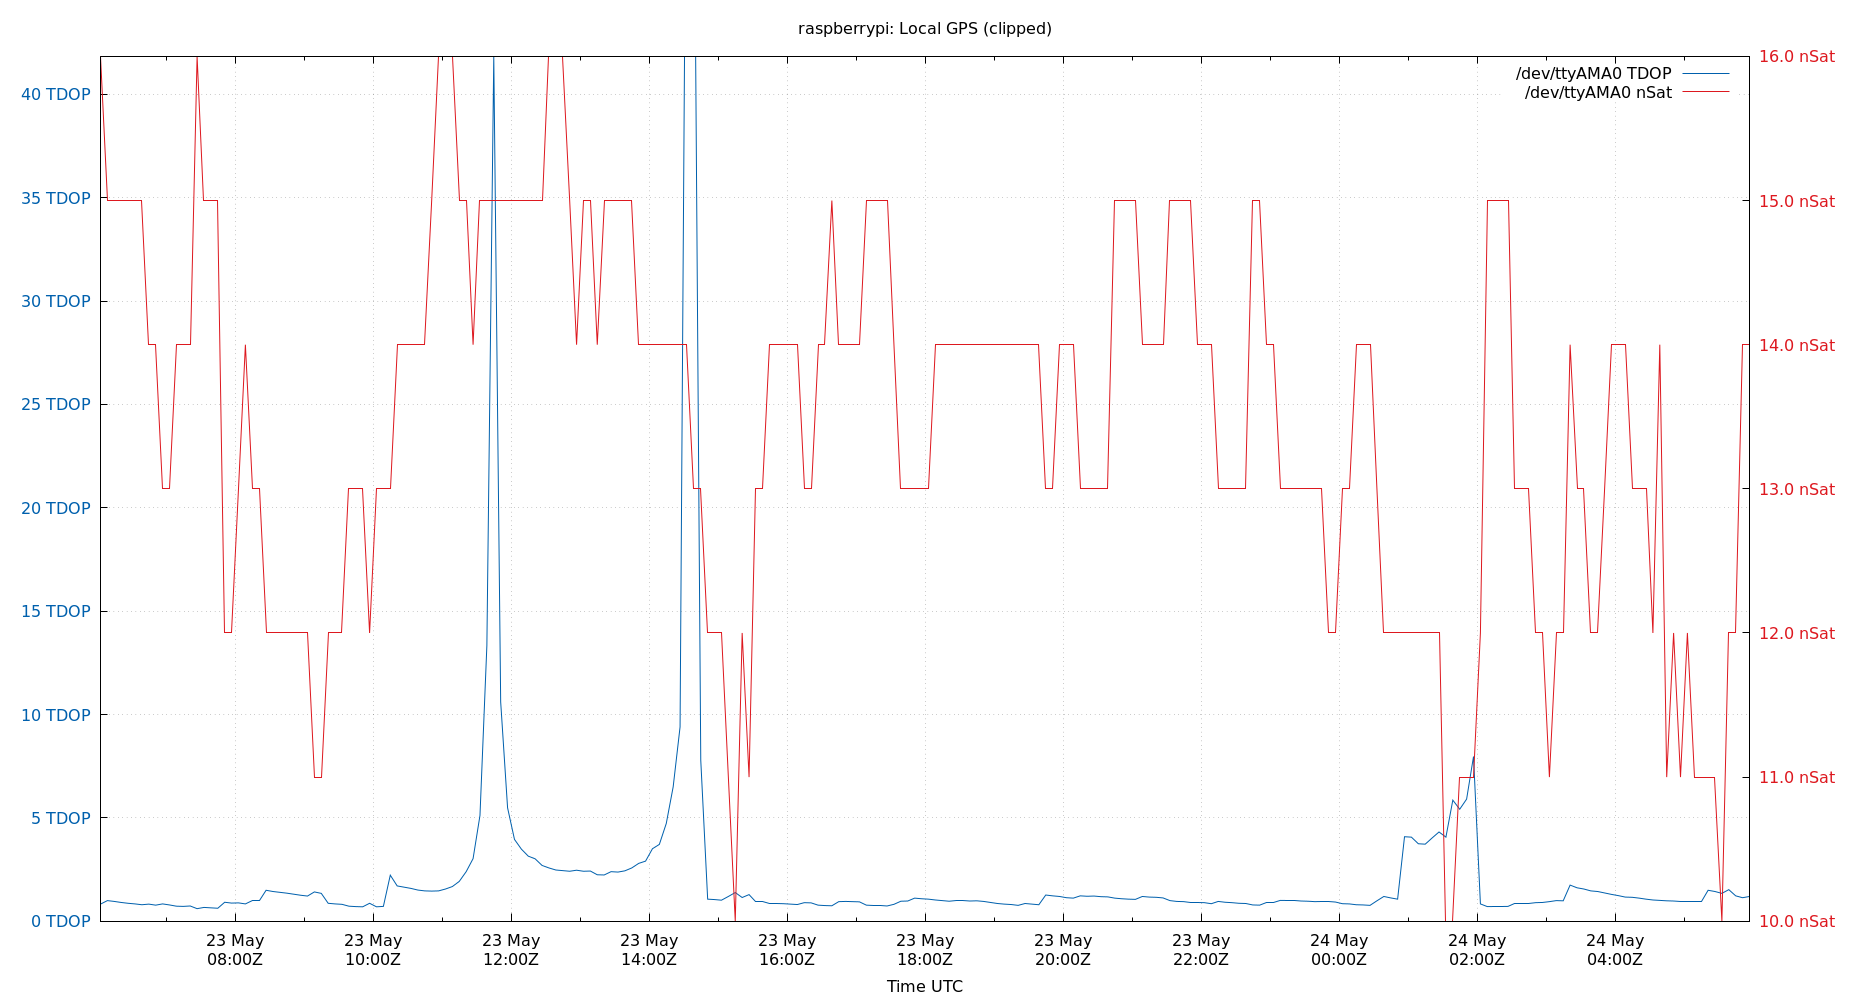 raspberrypi: Local GPS (clipped)
/dev/ttyAMA0 TDOP
/dev/ttyAMA0 nSat
40 TDOP
35 TDOP
30 TDOP
25 TDOP
20 TDOP
15 TDOP
10 TDOP
5 TDOP
0 TDOP
16.0 nSat
15.0 nSat
14.0 nSat
13.0 nSat
12.0 nSat
11.0 nSat
10.0 nSat
23 May
08:00Z
23 May
10:00Z
23 May
12:00Z
23 May
14:00Z
23 May
16:00Z
23 May
18:00Z
23 May
20:00Z
23 May
22:00Z
24 May
00:00Z
24 May
02:00Z
24 May
04:00Z
Time UTC